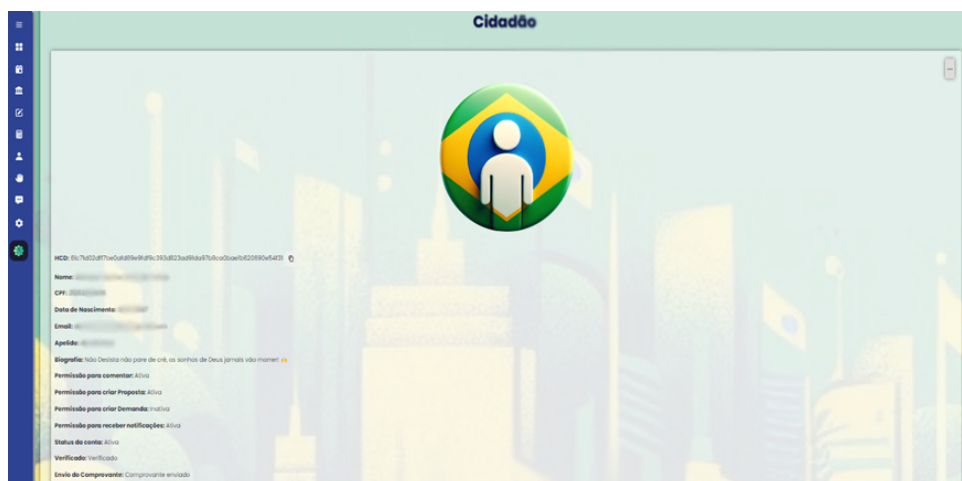 Cidadão
HCD:
Nome:
CPF:
Data de Nascimento:
Email:
Apelido:
Biografia: Não Desista não pare de crê, os sonhos de Deus jamais vão morrer! 🙌
Permissão para comentar: Ativa
Permissão para criar Proposta: Ativa
Permissão para criar Demanda: Inativa
Permissão para receber notificações: Ativa
Status da conta: Ativa
Verificado: Verificado
Envio do Comprovante: Comprovante enviado